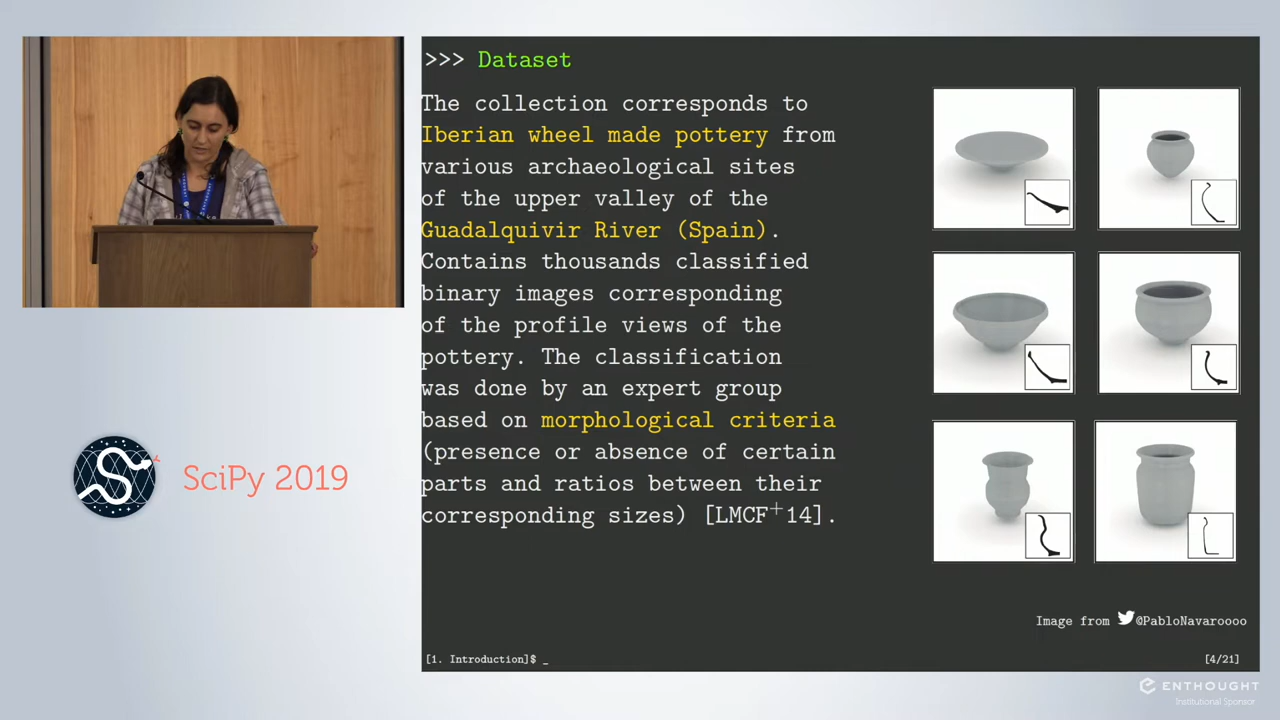 >>> Dataset
The collection corresponds to
Iberian wheel made pottery from
various archaeological sites
of the upper valley of the
Guadalquivir River (Spain).
Contains thousands classified
binary images corresponding
of the profile views of the
pottery. The classification
was done by an expert group
based on morphological criteria
(presence or absence of certain
parts and ratios between their
corresponding sizes) [LMCF+14].
Image from @PabloNavaroooo
[1. Introduction]$ _
[4/21]
SciPy 2019
ENTHOUGHT
Institutional Sponsor